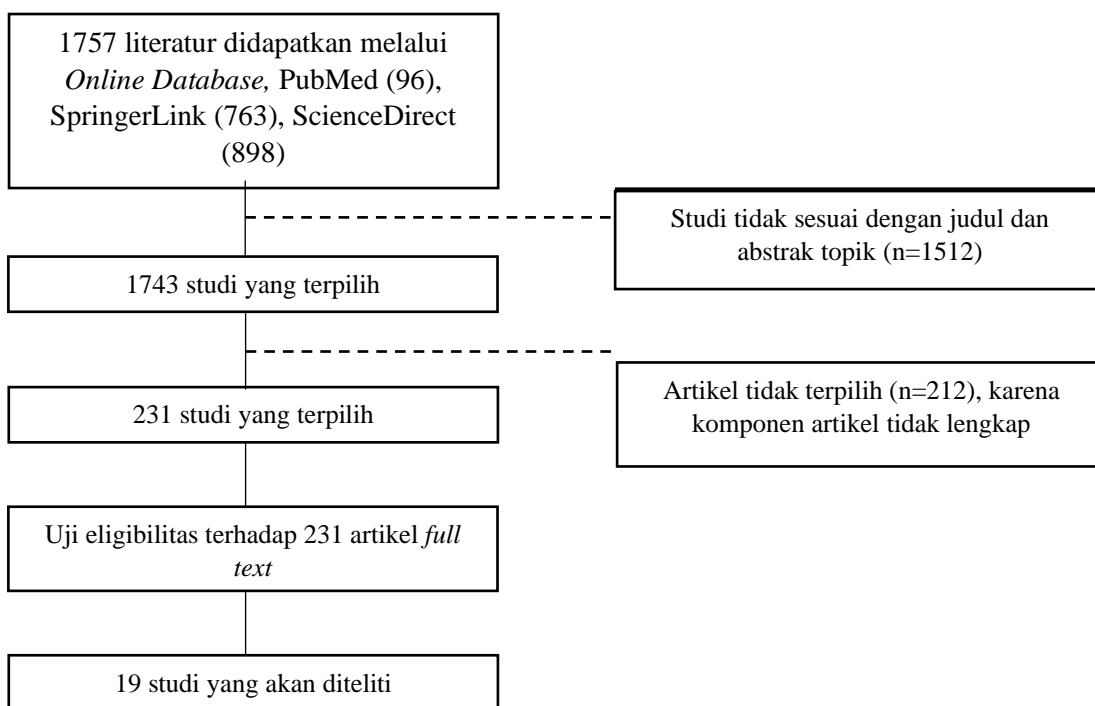 1757 literatur didapatkan melalui
Online Database, PubMed (96),
SpringerLink (763), ScienceDirect
(898)
Studi tidak sesuai dengan judul dan
abstrak topik (n=1512)
1743 studi yang terpilih
Artikel tidak terpilih (n=212), karena
komponen artikel tidak lengkap
231 studi yang terpilih
Uji eligibilitas terhadap 231 artikel full
text
19 studi yang akan diteliti